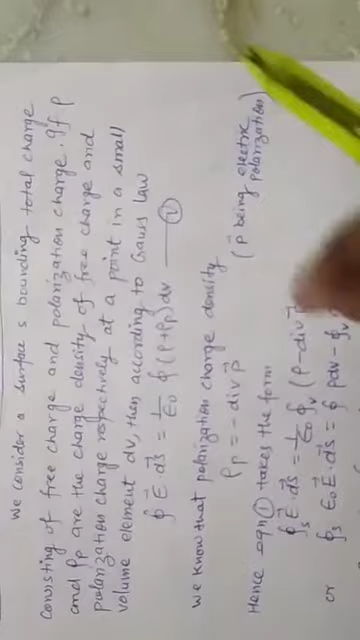 We consider a surface s bounding total charge
consisting of free charge and polarization charge. If ρ
and ρp are the charge density of free charge and
polarization charge respectively at a point in a small
volume element dv, then according to Gauss law
∮ E⃗·dS⃗ = 1/ε0 ∮ (ρ+ρp) dv —— ①
We know that polarization charge density
ρp = -div P⃗ (P⃗ being electric polarization)
Hence eqn ① takes the form
∮s E⃗·dS⃗ = 1/ε0 ∮v (ρ-div P⃗
or ∮s ε0 E⃗·dS⃗ = ∮ ρdv - ∮v